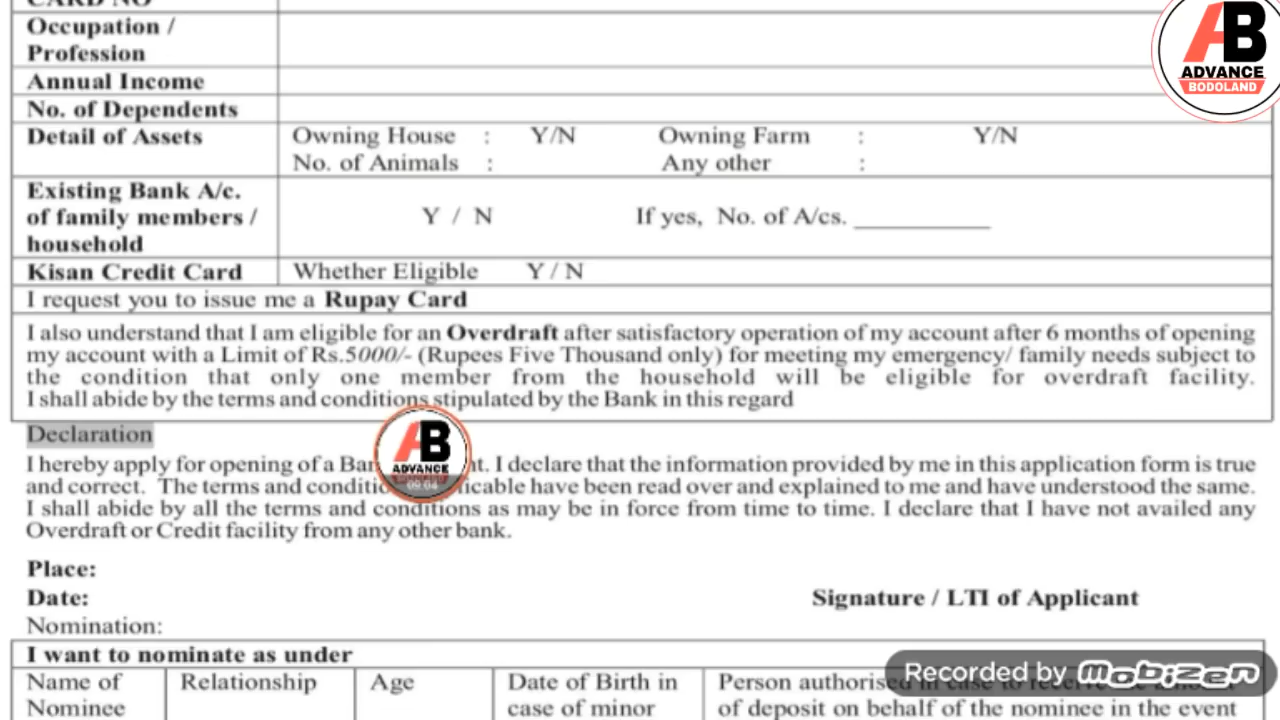 CARD NO
Occupation /
Profession
Annual Income
No. of Dependents
Detail of Assets Owning House : Y/N Owning Farm : Y/N
No. of Animals : Any other :
Existing Bank A/c.
of family members / Y / N If yes, No. of A/cs. __________
household
Kisan Credit Card Whether Eligible Y / N
I request you to issue me a Rupay Card
I also understand that I am eligible for an Overdraft after satisfactory operation of my account after 6 months of opening
my account with a Limit of Rs.5000/- (Rupees Five Thousand only) for meeting my emergency/ family needs subject to
the condition that only one member from the household will be eligible for overdraft facility.
I shall abide by the terms and conditions stipulated by the Bank in this regard
Declaration
I hereby apply for opening of a t. I declare that the information provided by me in this application form is true
and correct. The terms and have been read over and explained to me and have understood the same.
I shall abide by all the terms and conditions as may be in force from time to time. I declare that I have not availed any
Overdraft or Credit facility from any other bank.
Place:
Date: Signature / LTI of Applicant
Nomination:
I want to nominate as under
Name of Relationship Age Date of Birth in Person authorised
Nominee case of minor of deposit on behalf of the nominee in the event
AB
ADVANCE
BODOLAND
AB
ADVANCE
09:04
Recorded by mobizen